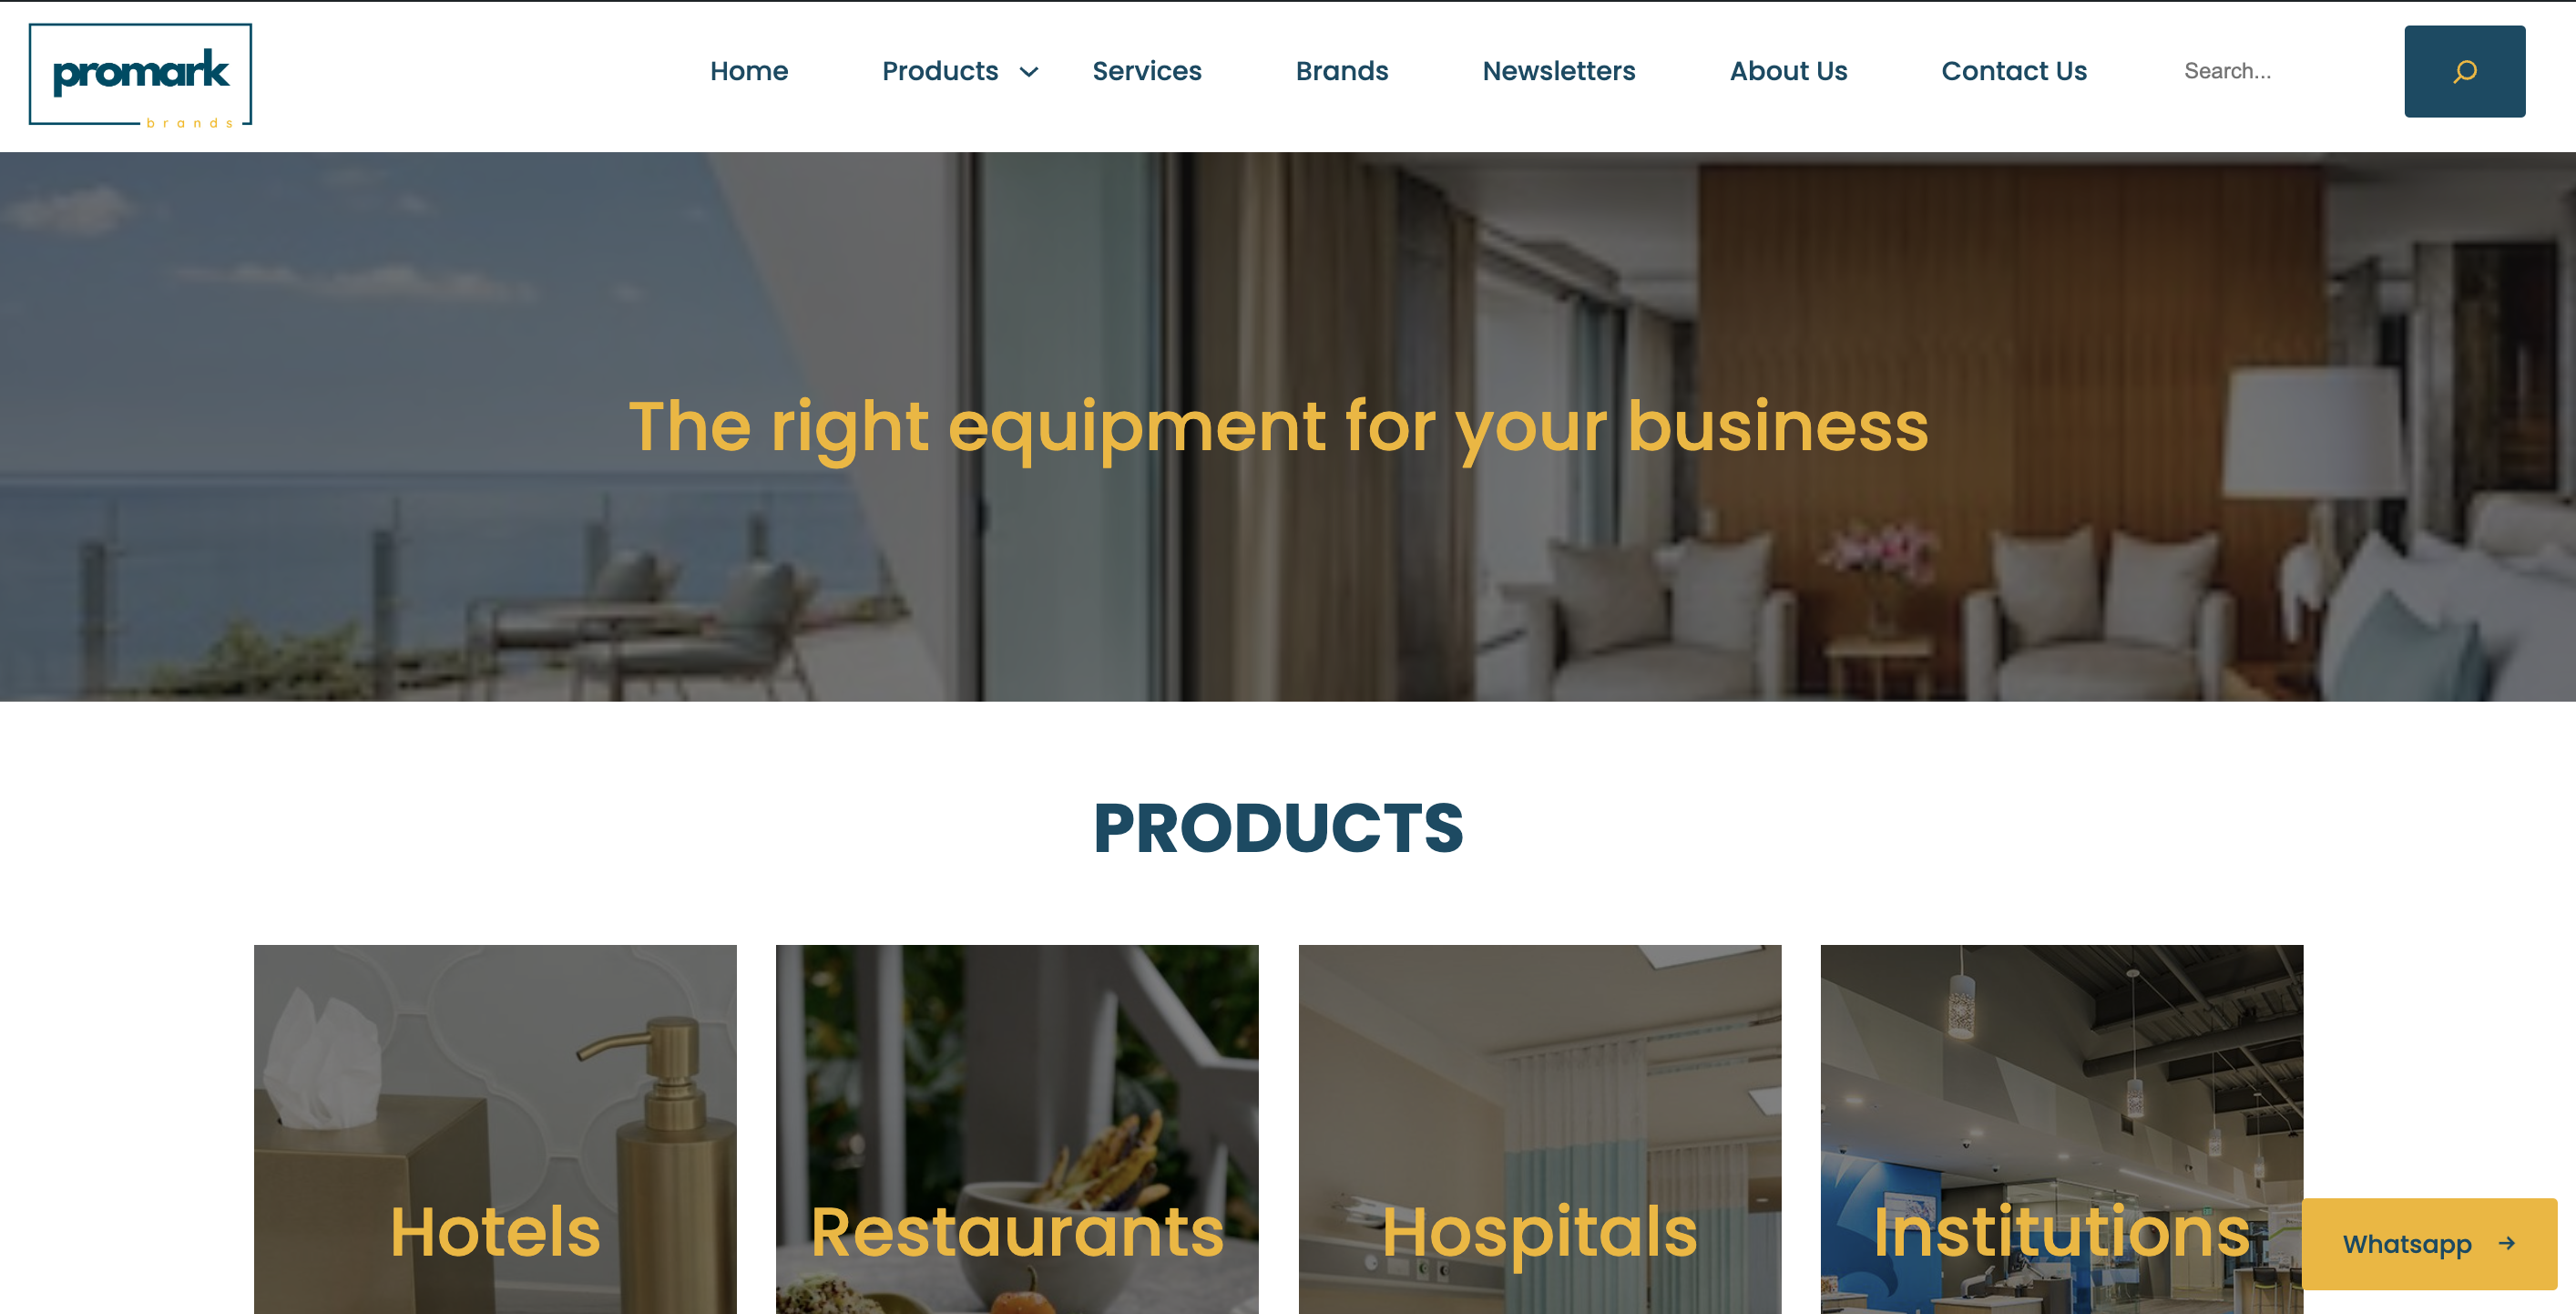 promark
brands
Home
Products
Services
Brands
Newsletters
About Us
Contact Us
Search...
The right equipment for your business
PRODUCTS
Hotels
Restaurants
Hospitals
Institutions
Whatsapp →